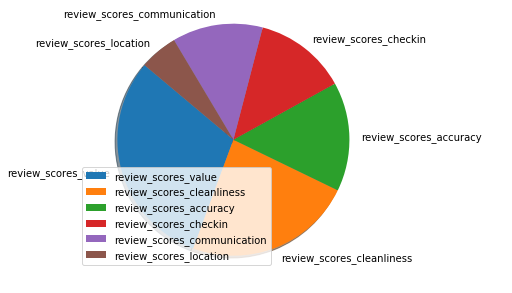 review_scores_communication
review_scores_checkin
review_scores_location
review_scores_accuracy
review_scores_
review_scores_value
review_scores_cleanliness
review_scores_accuracy
review_scores_checkin
review_scores_communication
review_scores_location
review_scores_cleanliness